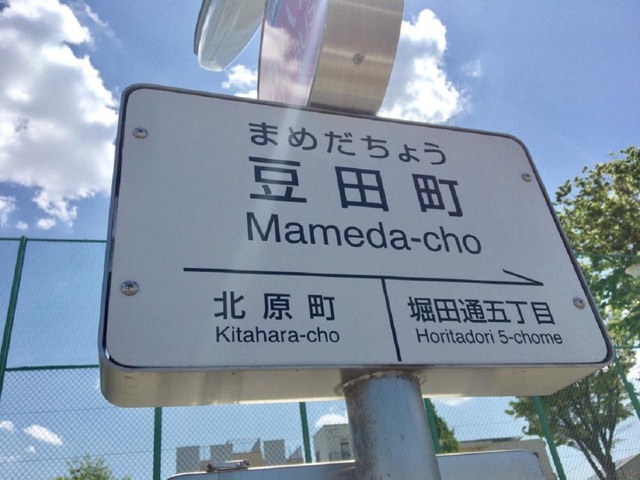 まめだちょう
豆田町
Mameda-cho
北原町
Kitahara-cho
堀田通五丁目
Horitadori 5-chome